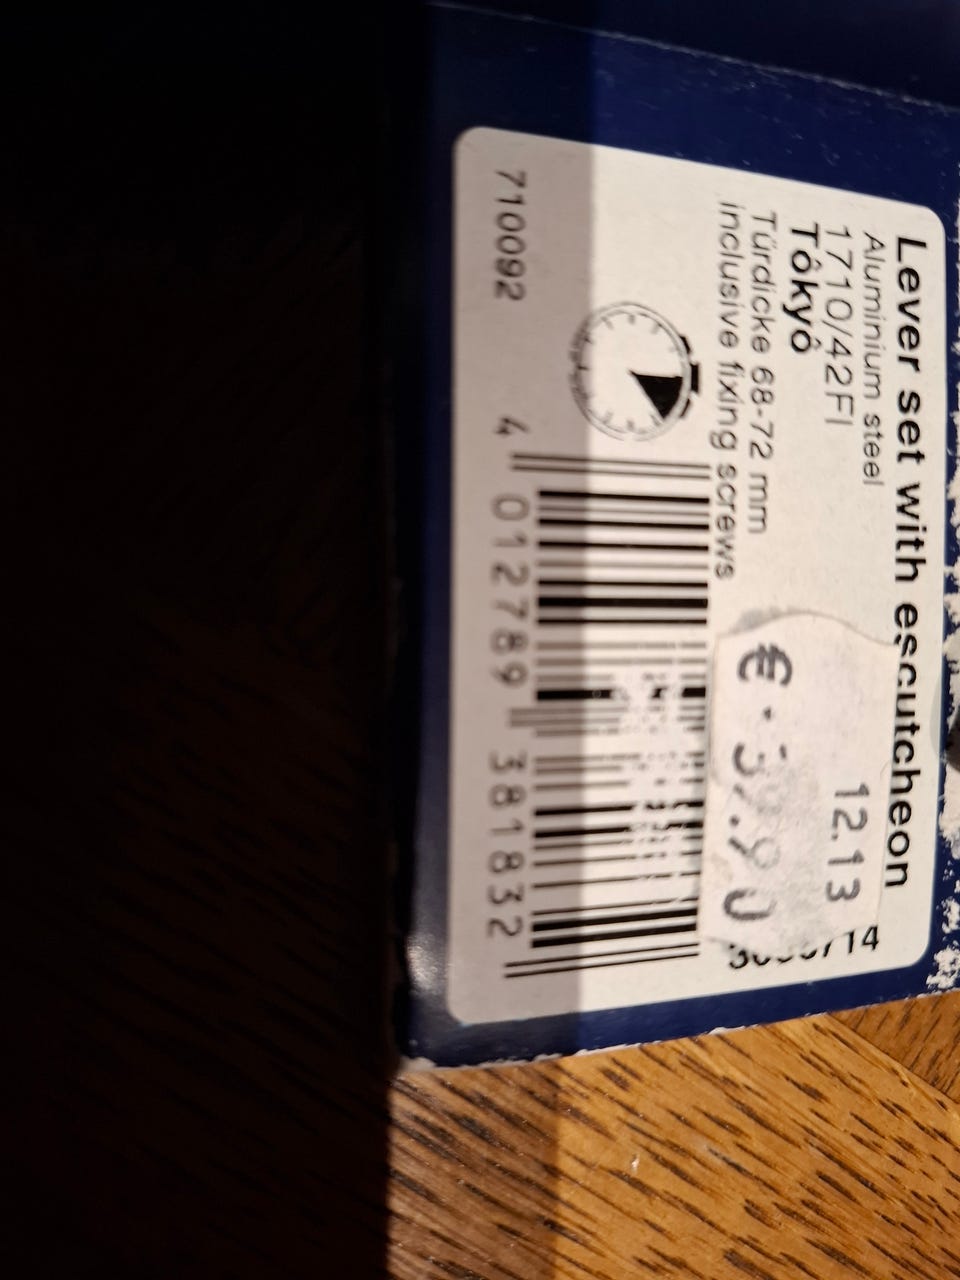 Lever set with escutcheon
Aluminium steel
1710/42FI
Tôkyô
Türdicke 68-72 mm
inclusive fixing screws
12.13
714
710092
4 012789 381832